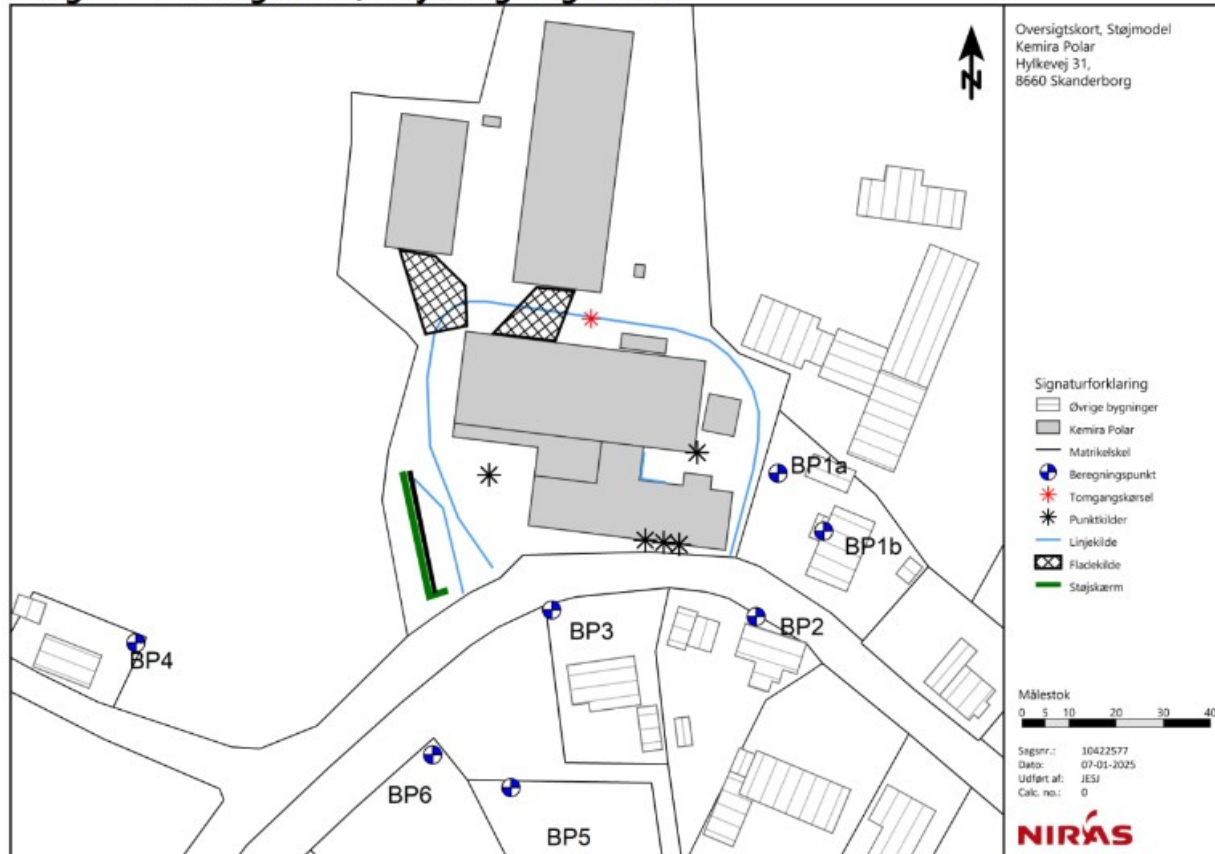 Oversigtskort, Støjmodel
Kemira Polar
Hylkevej 31,
8660 Skanderborg
N
BP1a
BP1b
BP2
BP3
BP4
BP5
BP6
Signaturforklaring
Øvrige bygninger
Kemira Polar
Matrikelskel
Beregningspunkt
Tomgangskørsel
Punktkilder
Linjekilde
Fladekilde
Støjskærm
Målestok
0 5 10 20 30 40
Sagsnr.: 10422577
Dato: 07-01-2025
Udført af: JESJ
Calc. no.: 0
NIRAS